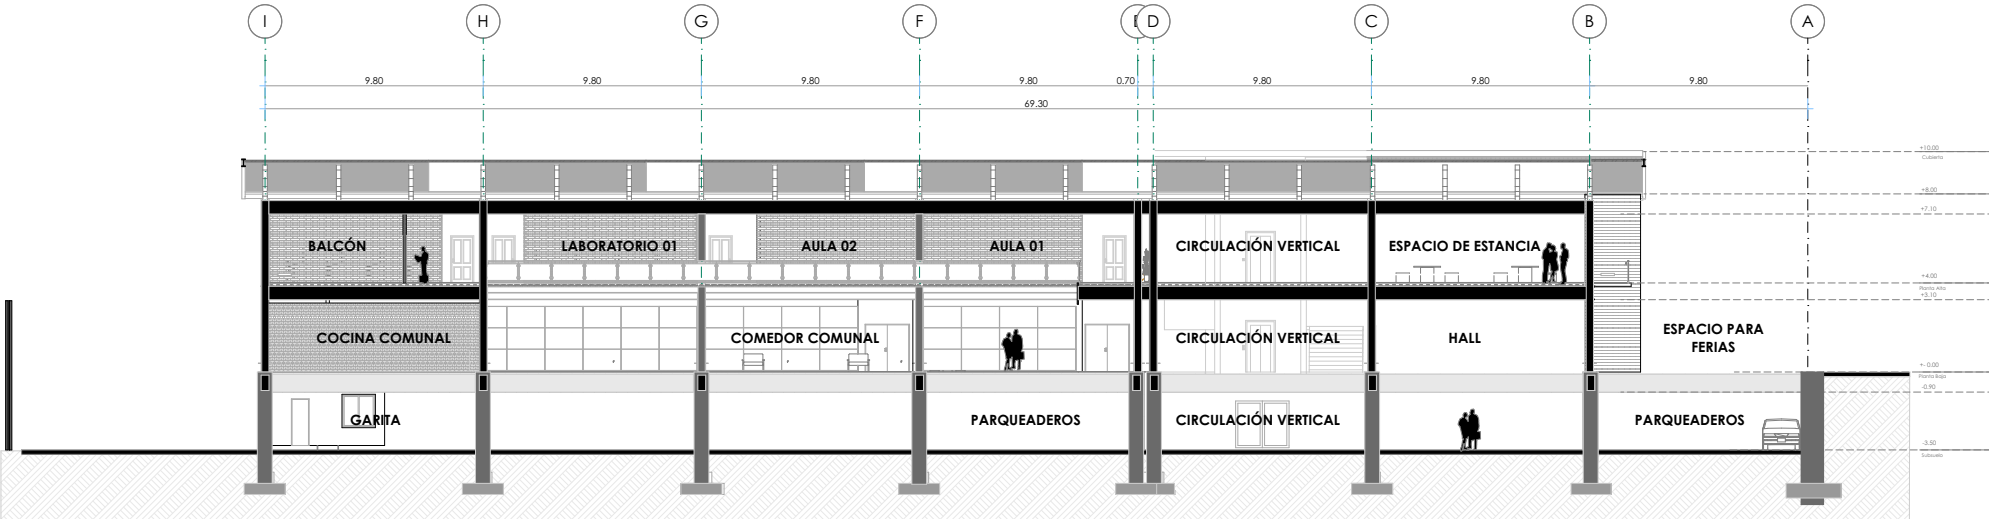 I H G F E D C B A
9.80 9.80 9.80 9.80 0.70 9.80 9.80 9.80
69.30
+10.00
Cubierta
+8.00
+7.10
BALCÓN LABORATORIO 01 AULA 02 AULA 01 CIRCULACIÓN VERTICAL ESPACIO DE ESTANCIA
+4.00
Planta Alta
+3.10
COCINA COMUNAL COMEDOR COMUNAL CIRCULACIÓN VERTICAL HALL ESPACIO PARA
FERIAS
+- 0.00
Planta Baja
-0.90
GARITA PARQUEADEROS CIRCULACIÓN VERTICAL PARQUEADEROS
-3.50
Subsuelo